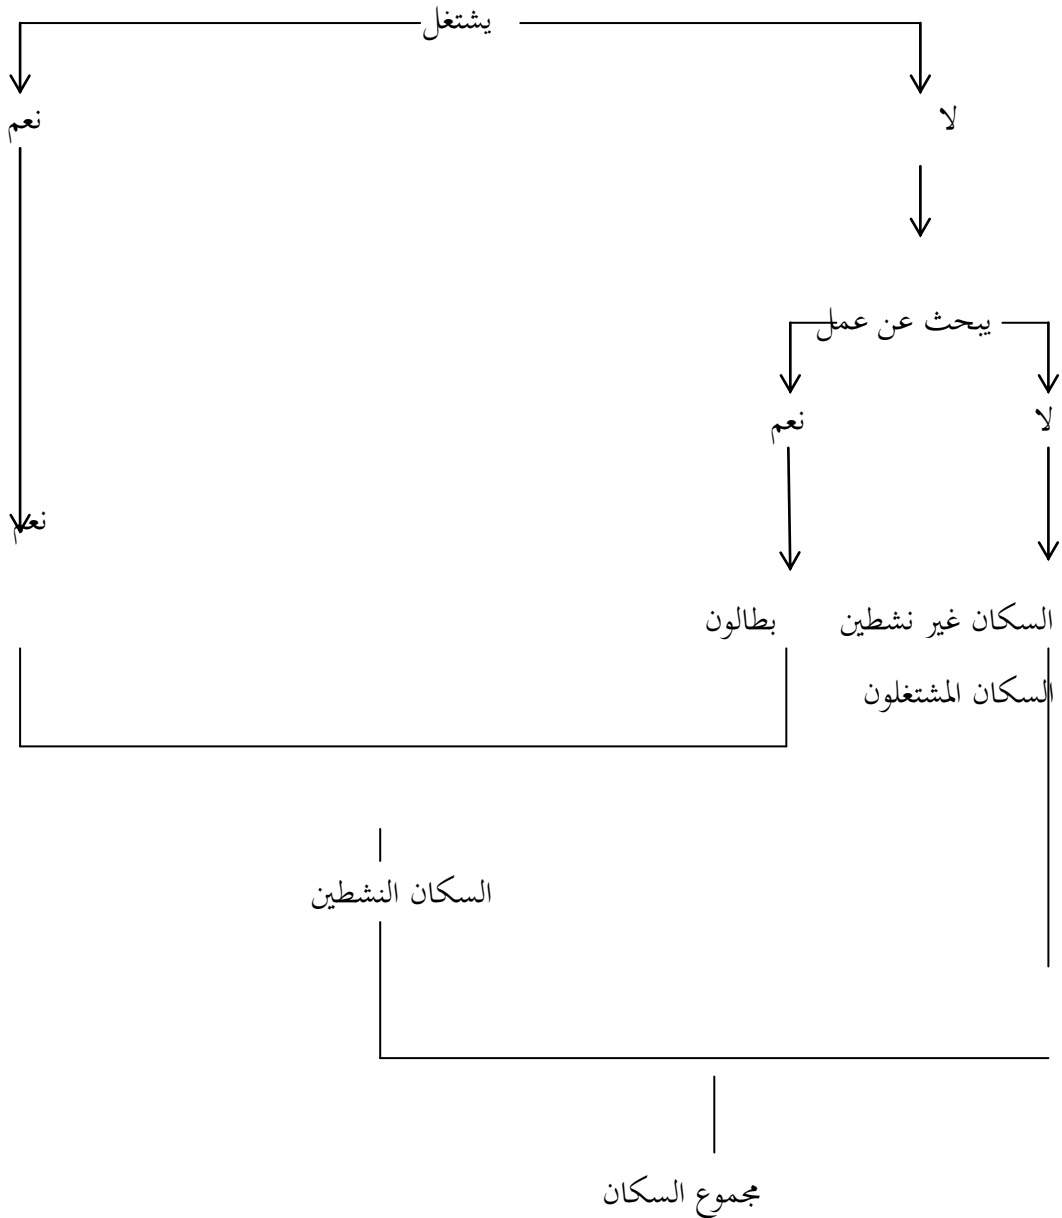 يشتغل
لا
نعم
يبحث عن عمل
لا
نعم
نعم
السكان غير نشطين
بطالون
السكان المشتغلون
السكان النشطين
مجموع السكان